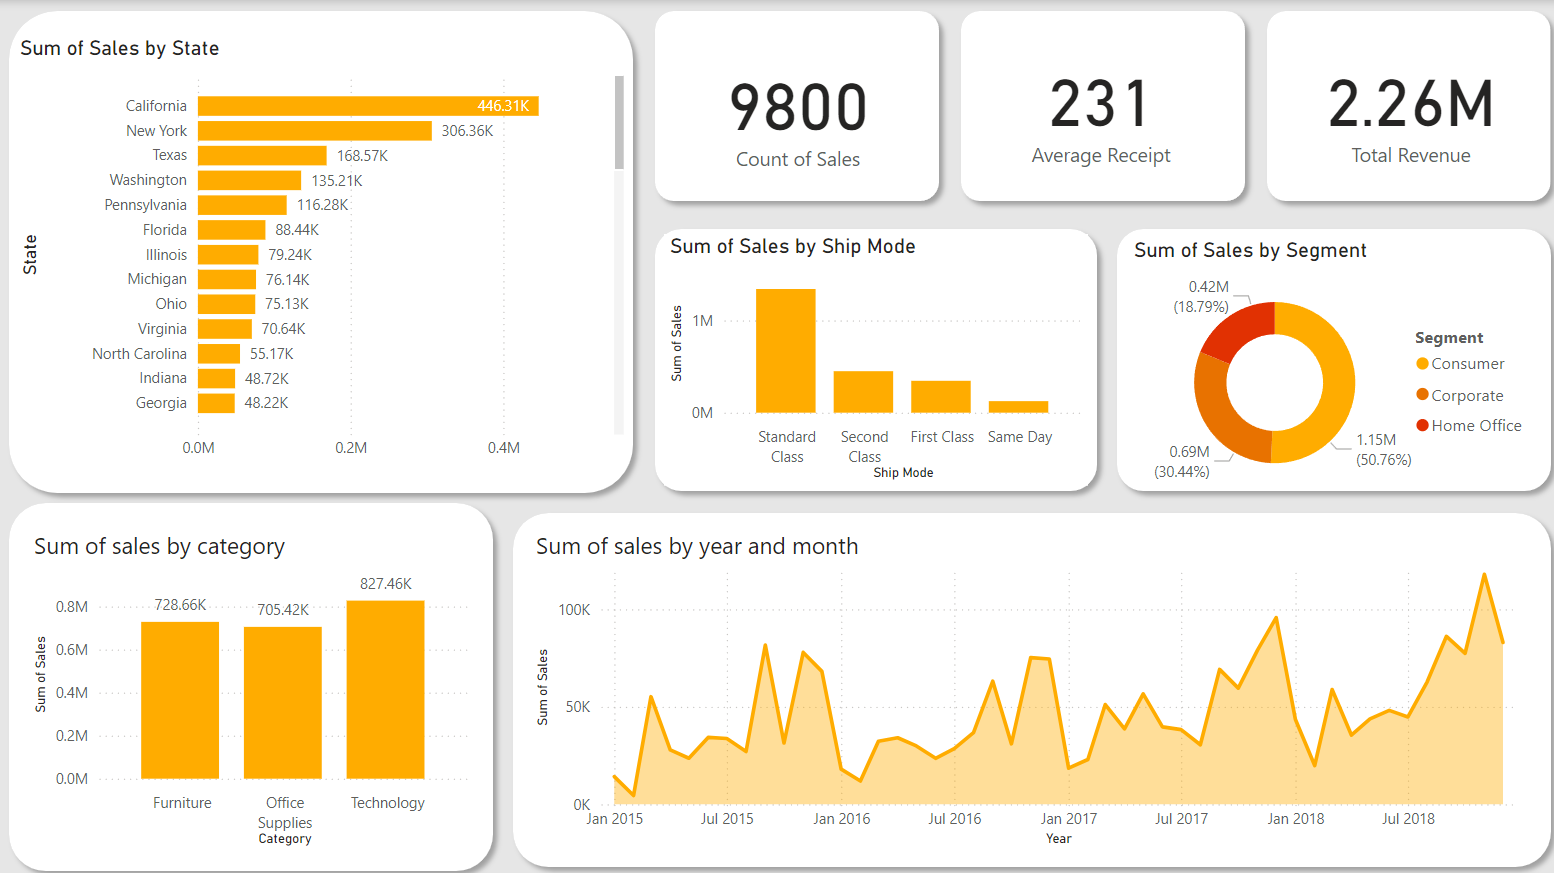 Sum of Sales by State
State
California
446.31K
New York
306.36K
Texas
168.57K
Washington
135.21K
Pennsylvania
116.28K
Florida
88.44K
Illinois
79.24K
Michigan
76.14K
Ohio
75.13K
Virginia
70.64K
North Carolina
55.17K
Indiana
48.72K
Georgia
48.22K
0.0M
0.2M
0.4M
9800
Count of Sales
231
Average Receipt
2.26M
Total Revenue
Sum of Sales by Ship Mode
Sum of Sales
1M
0M
Standard
Class
Second
Class
First Class
Same Day
Ship Mode
Sum of Sales by Segment
0.42M
(18.79%)
0.69M
(30.44%)
1.15M
(50.76%)
Segment
Consumer
Corporate
Home Office
Sum of sales by category
Sum of Sales
0.8M
0.6M
0.4M
0.2M
0.0M
728.66K
705.42K
827.46K
Furniture
Office
Supplies
Technology
Category
Sum of sales by year and month
Sum of Sales
100K
50K
0K
Jan 2015
Jul 2015
Jan 2016
Jul 2016
Jan 2017
Jul 2017
Jan 2018
Jul 2018
Year